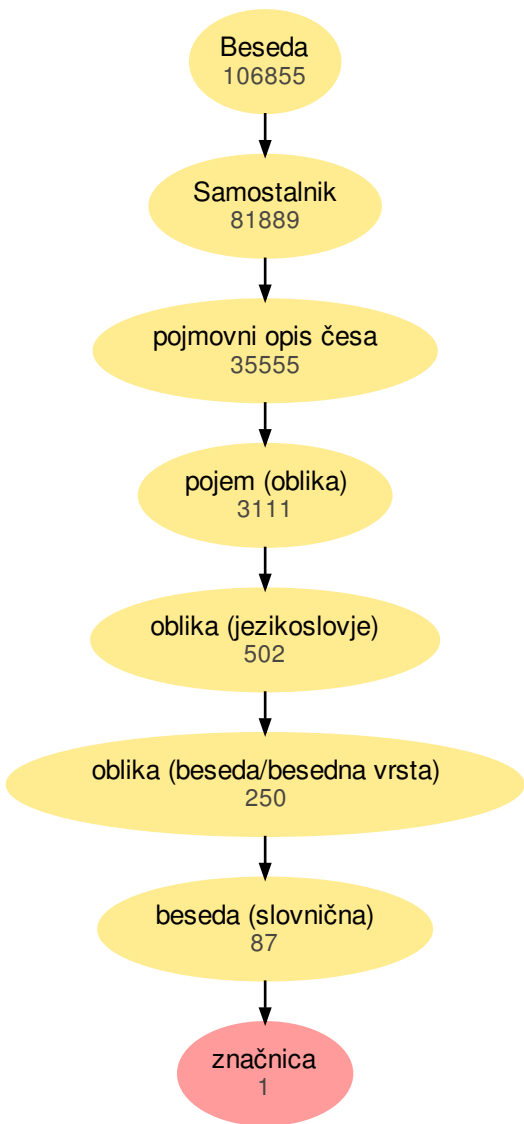 Beseda
106855
Samostalnik
81889
pojmovni opis česa
35555
pojem (oblika)
3111
oblika (jezikoslovje)
502
oblika (beseda/besedna vrsta)
250
beseda (slovnična)
87
značnica
1